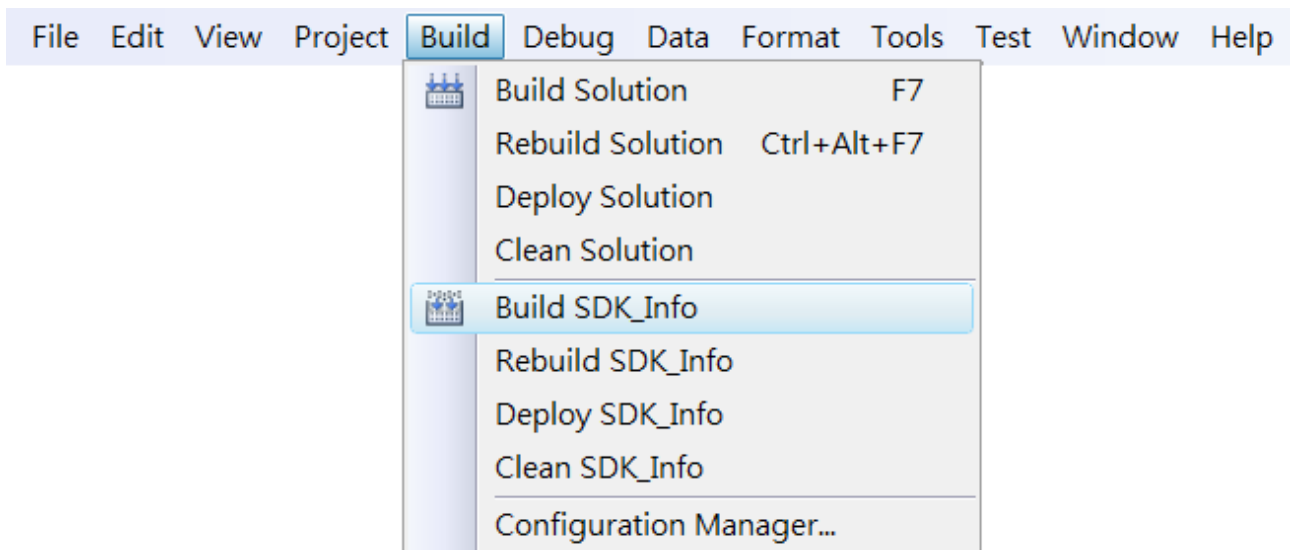 File Edit View Project Build Debug Data Format Tools Test Window Help
Build Solution F7
Rebuild Solution Ctrl+Alt+F7
Deploy Solution
Clean Solution
Build SDK_Info
Rebuild SDK_Info
Deploy SDK_Info
Clean SDK_Info
Configuration Manager...